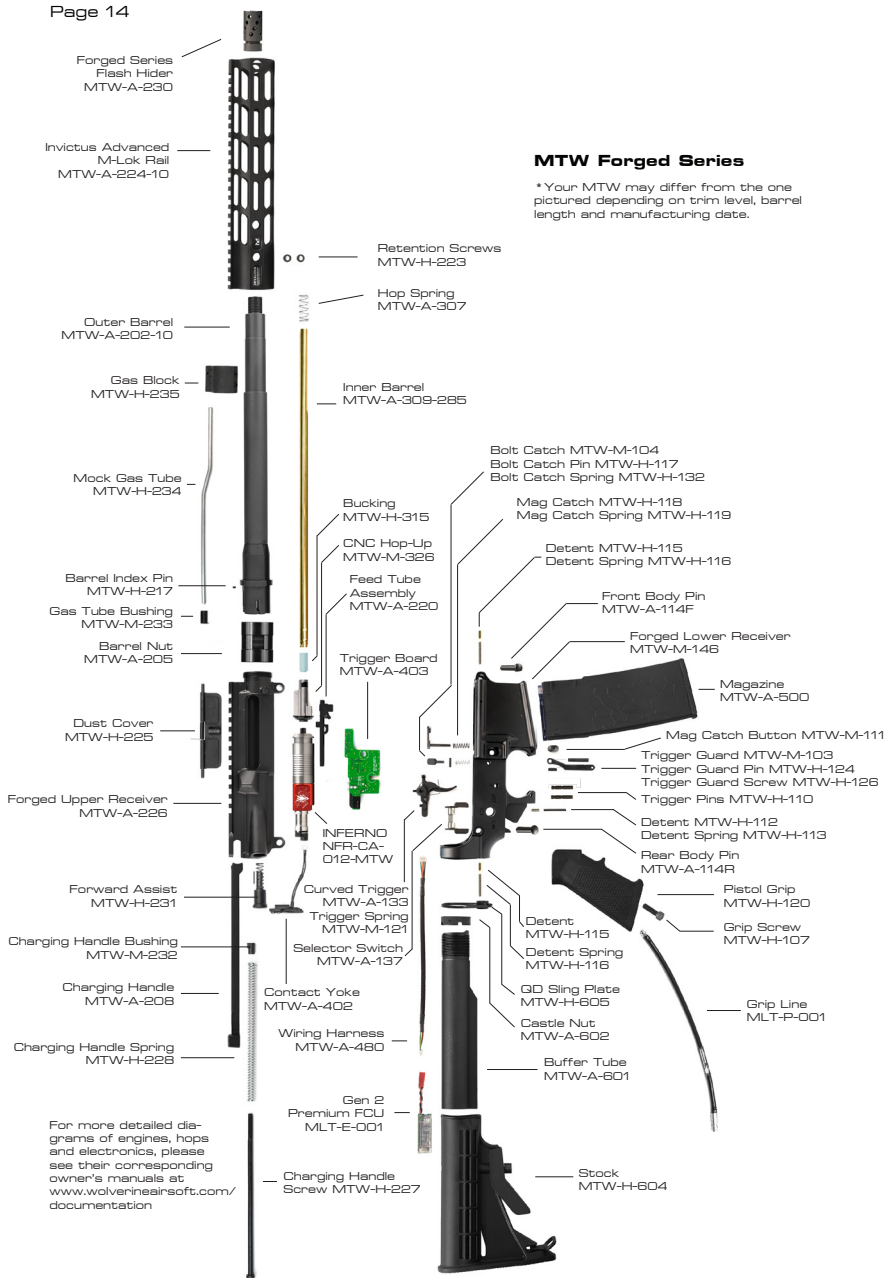 Page 14
Forged Series
Flash Hider
MTW-A-230
Invictus Advanced
M-Lok Rail
MTW-A-224-10
MTW Forged Series
*Your MTW may differ from the one
pictured depending on trim level, barrel
length and manufacturing date.
Retention Screws
MTW-H-223
Hop Spring
MTW-A-307
Outer Barrel
MTW-A-202-10
Gas Block
MTW-H-235
Inner Barrel
MTW-A-309-285
Mock Gas Tube
MTW-H-234
Bolt Catch MTW-M-104
Bolt Catch Pin MTW-H-117
Bolt Catch Spring MTW-H-132
Mag Catch MTW-H-118
Mag Catch Spring MTW-H-119
Bucking
MTW-H-315
CNC Hop-Up
MTW-M-326
Detent MTW-H-115
Detent Spring MTW-H-116
Barrel Index Pin
MTW-H-217
Feed Tube
Assembly
MTW-A-220
Front Body Pin
MTW-A-114F
Gas Tube Bushing
MTW-M-233
Forged Lower Receiver
MTW-M-146
Barrel Nut
MTW-A-205
Trigger Board
MTW-A-403
Magazine
MTW-A-500
Dust Cover
MTW-H-225
Mag Catch Button MTW-M-111
Trigger Guard MTW-M-103
Trigger Guard Pin MTW-H-124
Trigger Guard Screw MTW-H-126
Trigger Pins MTW-H-110
Forged Upper Receiver
MTW-A-226
INFERNO
NFR-CA-
012-MTW
Detent MTW-H-112
Detent Spring MTW-H-113
Rear Body Pin
MTW-A-114R
Forward Assist
MTW-H-231
Curved Trigger
MTW-A-133
Trigger Spring
MTW-M-121
Pistol Grip
MTW-H-120
Grip Screw
MTW-H-107
Charging Handle Bushing
MTW-M-232
Selector Switch
MTW-A-137
Detent
MTW-H-115
Detent Spring
MTW-H-116
Charging Handle
MTW-A-208
Contact Yoke
MTW-A-402
QD Sling Plate
MTW-H-605
Castle Nut
MTW-A-602
Grip Line
MLT-P-001
Charging Handle Spring
MTW-H-228
Wiring Harness
MTW-A-480
Buffer Tube
MTW-A-601
Gen 2
Premium FCU
MLT-E-001
For more detailed dia-
grams of engines, hops
and electronics, please
see their corresponding
owner's manuals at
www.wolverineairsoft.com/
documentation
Charging Handle
Screw MTW-H-227
Stock
MTW-H-604